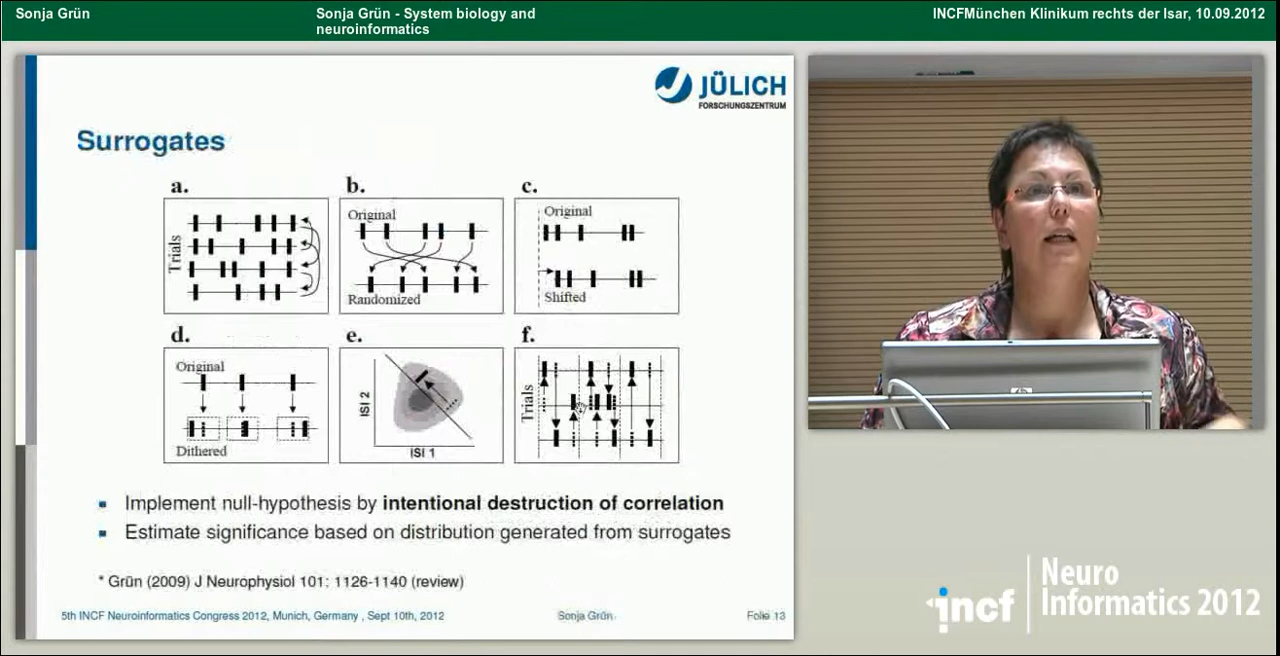 Sonja Grün
Sonja Grün - System biology and
neuroinformatics
INCFMünchen Klinikum rechts der Isar, 10.09.2012
JÜLICH
FORSCHUNGSZENTRUM
Surrogates
a.
b.
c.
Trials
Original
Randomized
Original
Shifted
d.
e.
f.
Original
Dithered
ISI 2
ISI 1
Trials
Implement null-hypothesis by intentional destruction of correlation
Estimate significance based on distribution generated from surrogates
* Grün (2009) J Neurophysiol 101: 1126-1140 (review)
5th INCF Neuroinformatics Congress 2012, Munich, Germany , Sept 10th, 2012
Sonja Grün
Folie 13
hp
incf
Neuro
Informatics 2012